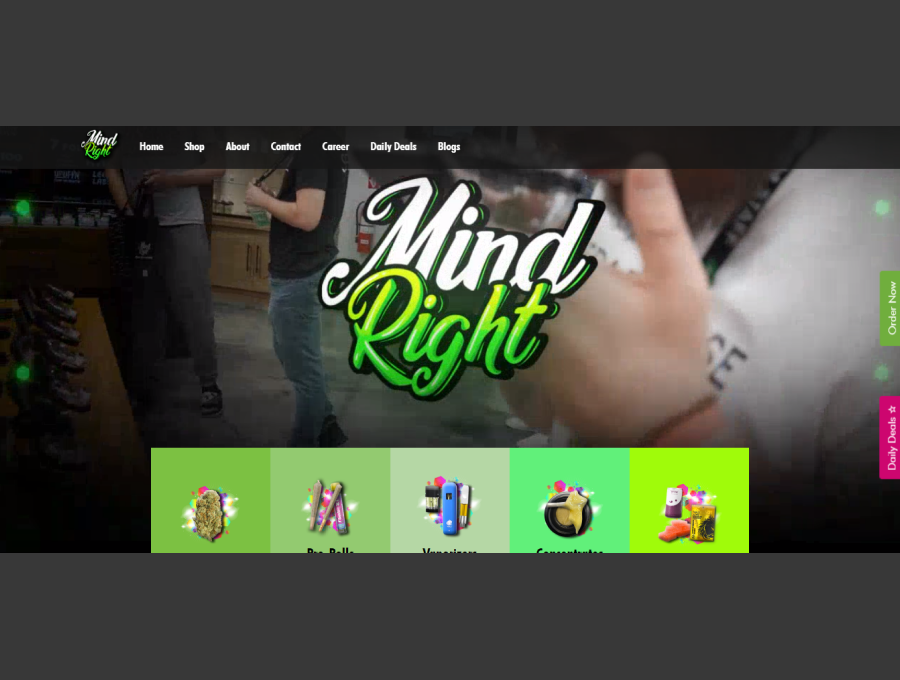 Mind
Right
Home Shop About Contact Career Daily Deals Blogs
Mind
Right
Order Now
Daily Deals ☆
Pre-Rolls Vaporizers Concentrates